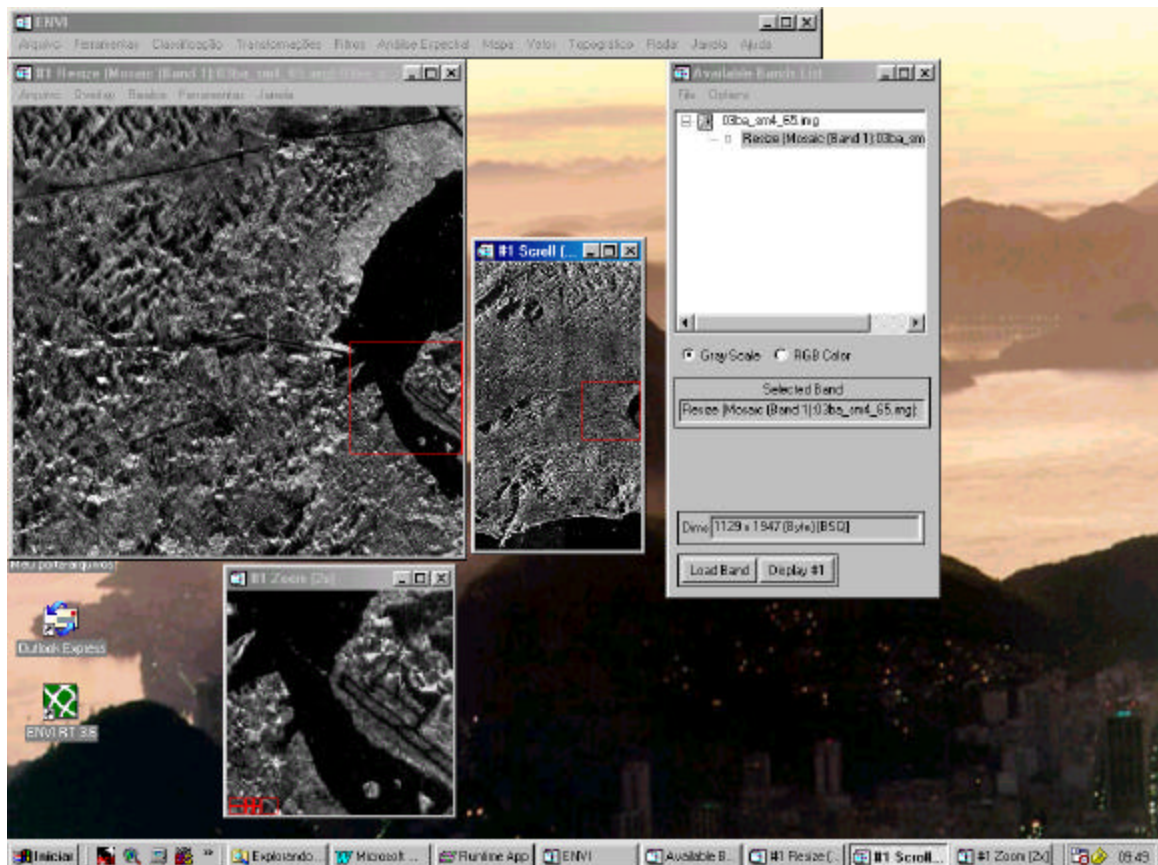 ENVI
Arquivo Ferramentas Classificação Transformações Filtros Análise Espectral Mapa Vetor Topográfico Radar Janela Ajuda
#1 Resize (Mosaic (Band 1):03ba_sm4_65.img):03ba_s
Arquivo Overlay Realce Ferramentas Janela
Available Bands List
File Options
03ba_sm4_65.img
Resize (Mosaic (Band 1):03ba_sm
#1 Scroll (...
Gray Scale RGB Color
Selected Band
Resize (Mosaic (Band 1):03ba_sm4_65.img):
Dims 1129 x 1947 (Byte) [BSQ]
Load Band Display #1
Meu porta-arquivos
#1 Zoom [2x]
Outlook Express
ENVI RT 3.6
Iniciar » Explorando... Microsoft ... Runtime App ENVI Available B... #1 Resize (... #1 Scroll... #1 Zoom [2x] 09:49